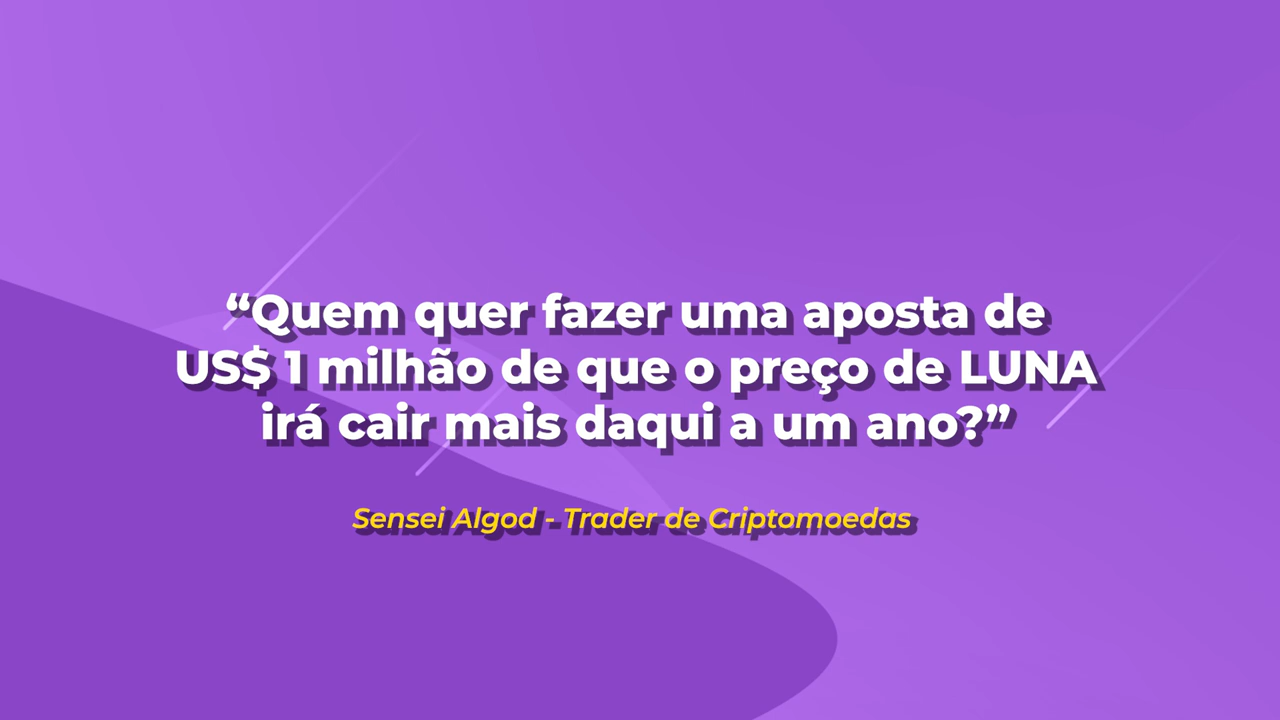 “Quem quer fazer uma aposta de
US$ 1 milhão de que o preço de LUNA
irá cair mais daqui a um ano?”
Sensei Algod - Trader de Criptomoedas